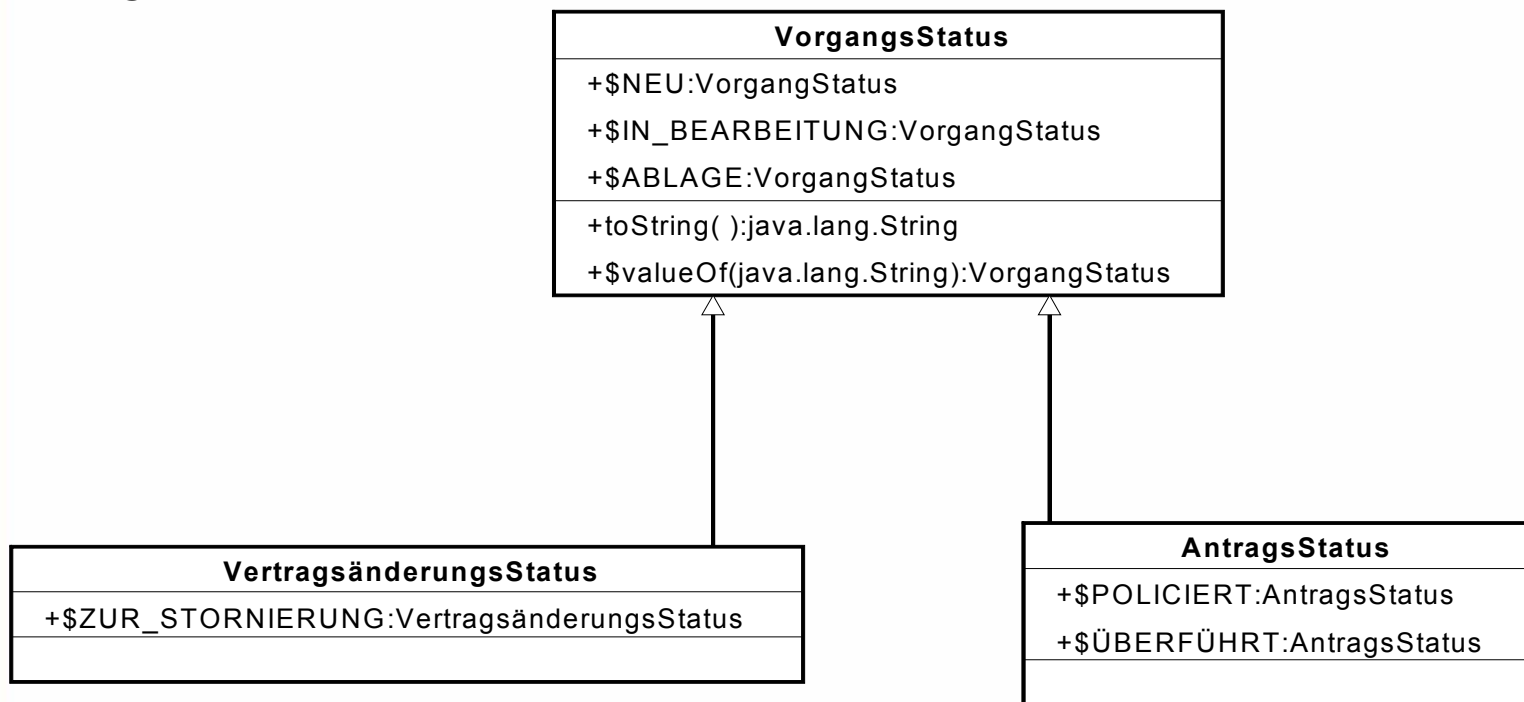 VorgangsStatus
+$NEU:VorgangStatus
+$IN_BEARBEITUNG:VorgangStatus
+$ABLAGE:VorgangStatus
+toString( ):java.lang.String
+$valueOf(java.lang.String):VorgangStatus
VertragsänderungsStatus
+$ZUR_STORNIERUNG:VertragsänderungsStatus
AntragsStatus
+$POLICIERT:AntragsStatus
+$ÜBERFÜHRT:AntragsStatus